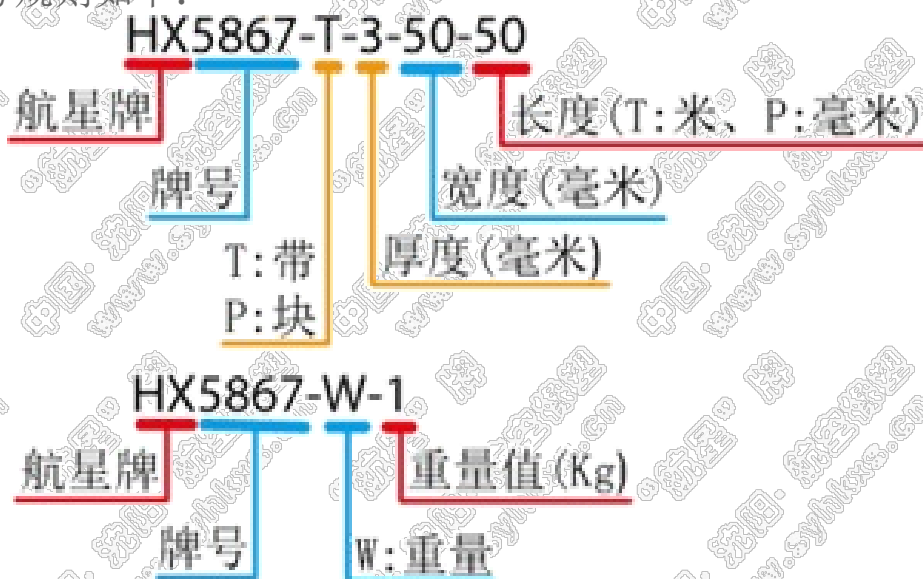 HX5867-T-3-50-50
航星牌
长度(T:米、P:毫米)
牌号
宽度(毫米)
T:带
厚度(毫米)
P:块
HX5867-W-1
航星牌
重量值(Kg)
牌号
W:重量